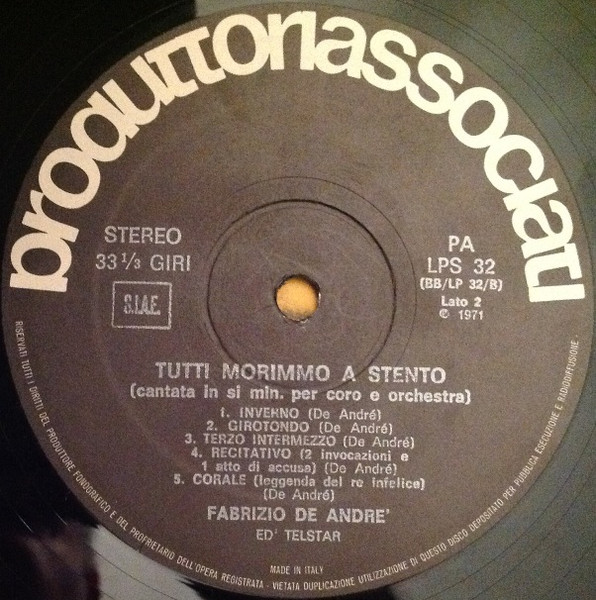 produttoriassociati
STEREO
33 1/3 GIRI
S.I.A.E.
PA
LPS 32
(BB/LP 32/B)
Lato 2
℗ 1971
TUTTI MORIMMO A STENTO
(cantata in si min. per coro e orchestra)
1. INVERNO (De André)
2. GIROTONDO (De André)
3. TERZO INTERMEZZO (De André)
4. RECITATIVO (2 invocazioni e
1 atto di accusa) (De André)
5. CORALE (leggenda del re infelice)
(De André)
FABRIZIO DE ANDRE'
ED' TELSTAR
MADE IN ITALY
RISERVATI TUTTI I DIRITTI DEL PRODUTTORE FONOGRAFICO E DEL PROPRIETARIO DELL'OPERA REGISTRATA - VIETATA DUPLICAZIONE UTILIZZAZIONE DI QUESTO DISCO DEPOSITATO PER PUBBLICA ESECUZIONE E RADIODIFFUSIONE -